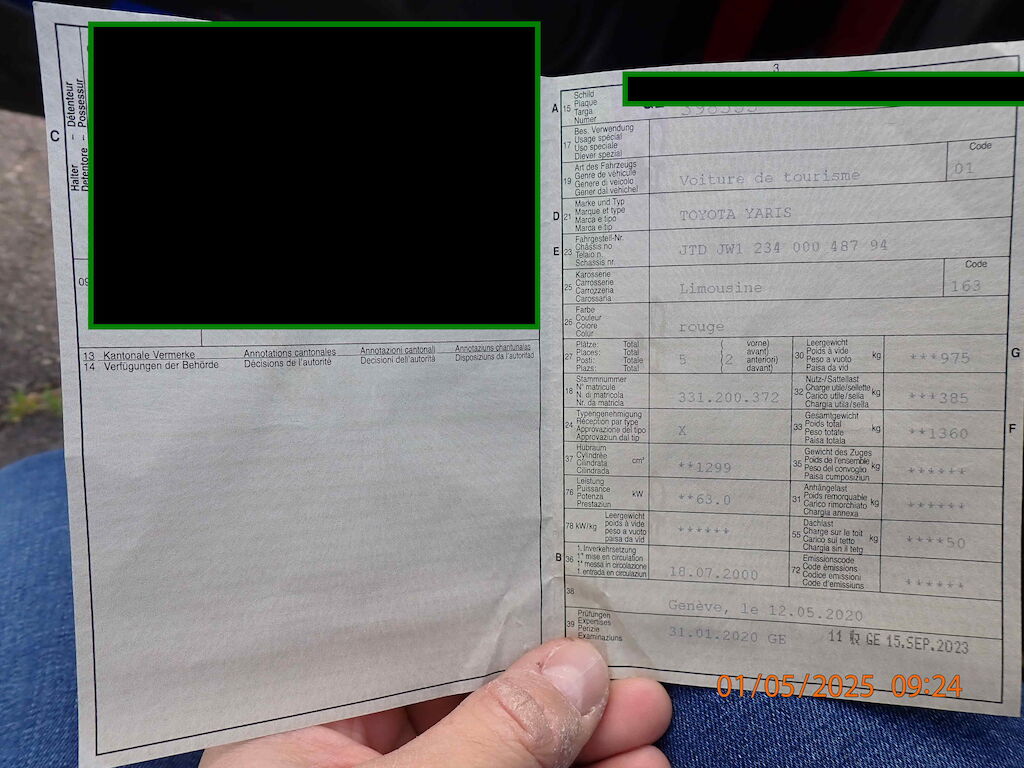 C
Halter – Détenteur
Detentore – Possessur
09
13 Kantonale Vermerke Annotations cantonales Annotazioni cantonali Annotaziuns chantunalas
14 Verfügungen der Behörde Décisions de l'autorité Decisioni dell'autorità Disposiziuns da l'autoritad
3
A 15 Schild
Plaque
Targa
Numer
17 Bes. Verwendung
Usage spécial
Uso speciale
Diever spezial
19 Art des Fahrzeugs
Genre de véhicule
Genere di veicolo
Gener dal vehichel
Voiture de tourisme
Code
01
D 21 Marke und Typ
Marque et type
Marca e tipo
Marca e tip
TOYOTA YARIS
E 23 Fahrgestell-Nr.
Châssis no
Telaio n.
Schassis nr.
JTD JW1 234 000 487 94
25 Karosserie
Carrosserie
Carrozzeria
Carossaria
Limousine
Code
163
26 Farbe
Couleur
Colore
Colur
rouge
27 Plätze: Total ( vorne)
Places: Total ( avant)
Posti: Totale ( anteriori)
Plazs: Total ( davant)
5 (2
30 Leergewicht
Poids à vide kg
Peso a vuoto
Paisa da vid
***975
G
18 Stammnummer
N° matricule
N. di matricola
Nr. da matricla
331.200.372
32 Nutz-/Sattellast
Charge utile/sellette kg
Carico utile/sella
Chargia utila/sella
***385
24 Typengenehmigung
Réception par type
Approvazione del tipo
Approvaziun dal tip
X
33 Gesamtgewicht
Poids total kg
Peso totale
Paisa totala
**1360
F
37 Hubraum
Cylindrée cm³
Cilindrata
Cilindrada
**1299
35 Gewicht des Zuges
Poids de l'ensemble kg
Peso del convoglio
Paisa cumposiziun
******
76 Leistung
Puissance kW
Potenza
Prestaziun
**63.0
31 Anhängelast
Poids remorquable kg
Carico rimorchiato
Chargia annexa
******
78 kW/kg Leergewicht
poids à vide
peso a vuoto
paisa da vid
******
55 Dachlast
Charge sur le toit kg
Carico sul tetto
Chargia sin il tetg
****50
B 36 1. Inverkehrsetzung
1re mise en circulation
1a messa in circolazione
1. entrada en circulaziun
18.07.2000
72 Emissionscode
Code émissions
Codice emissioni
Code d'emissiuns
******
38
Genève, le 12.05.2020
39 Prüfungen
Expertises
Perizie
Examinaziuns
31.01.2020 GE
11 GE 15.SEP.2023
01/05/2025 09:24